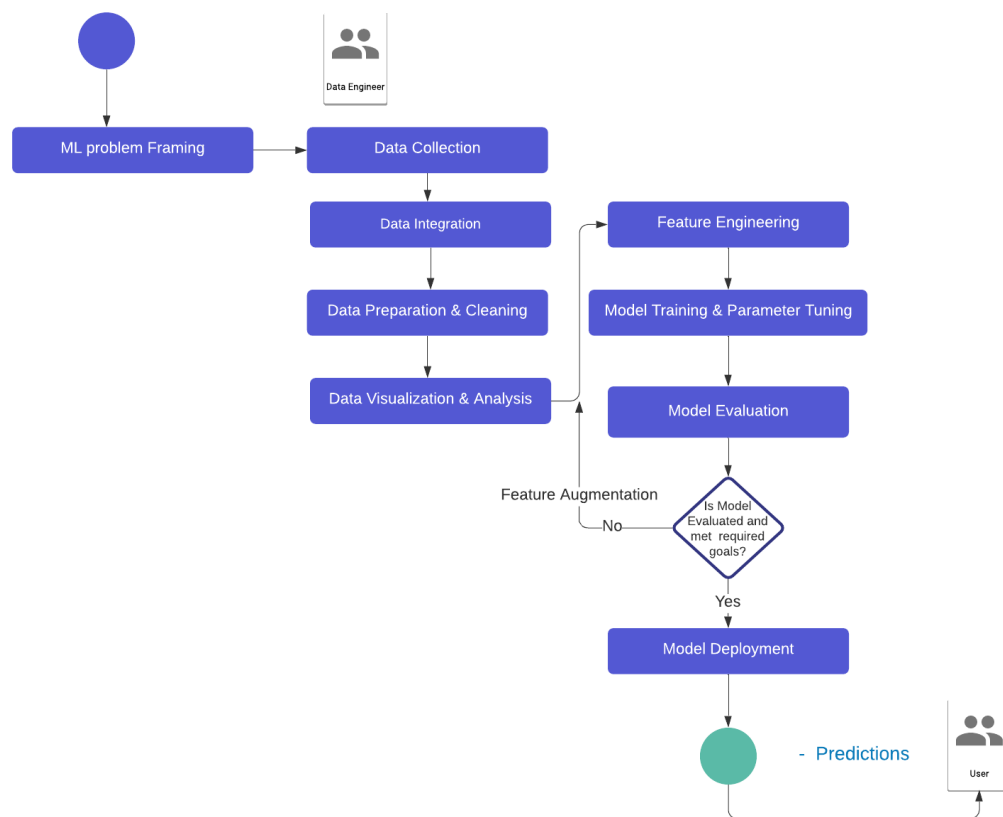 Data Engineer
ML problem Framing
Data Collection
Data Integration
Data Preparation & Cleaning
Data Visualization & Analysis
Feature Engineering
Model Training & Parameter Tuning
Model Evaluation
Feature Augmentation
Is Model
Evaluated and
met required
goals?
No
Yes
Model Deployment
- Predictions
User